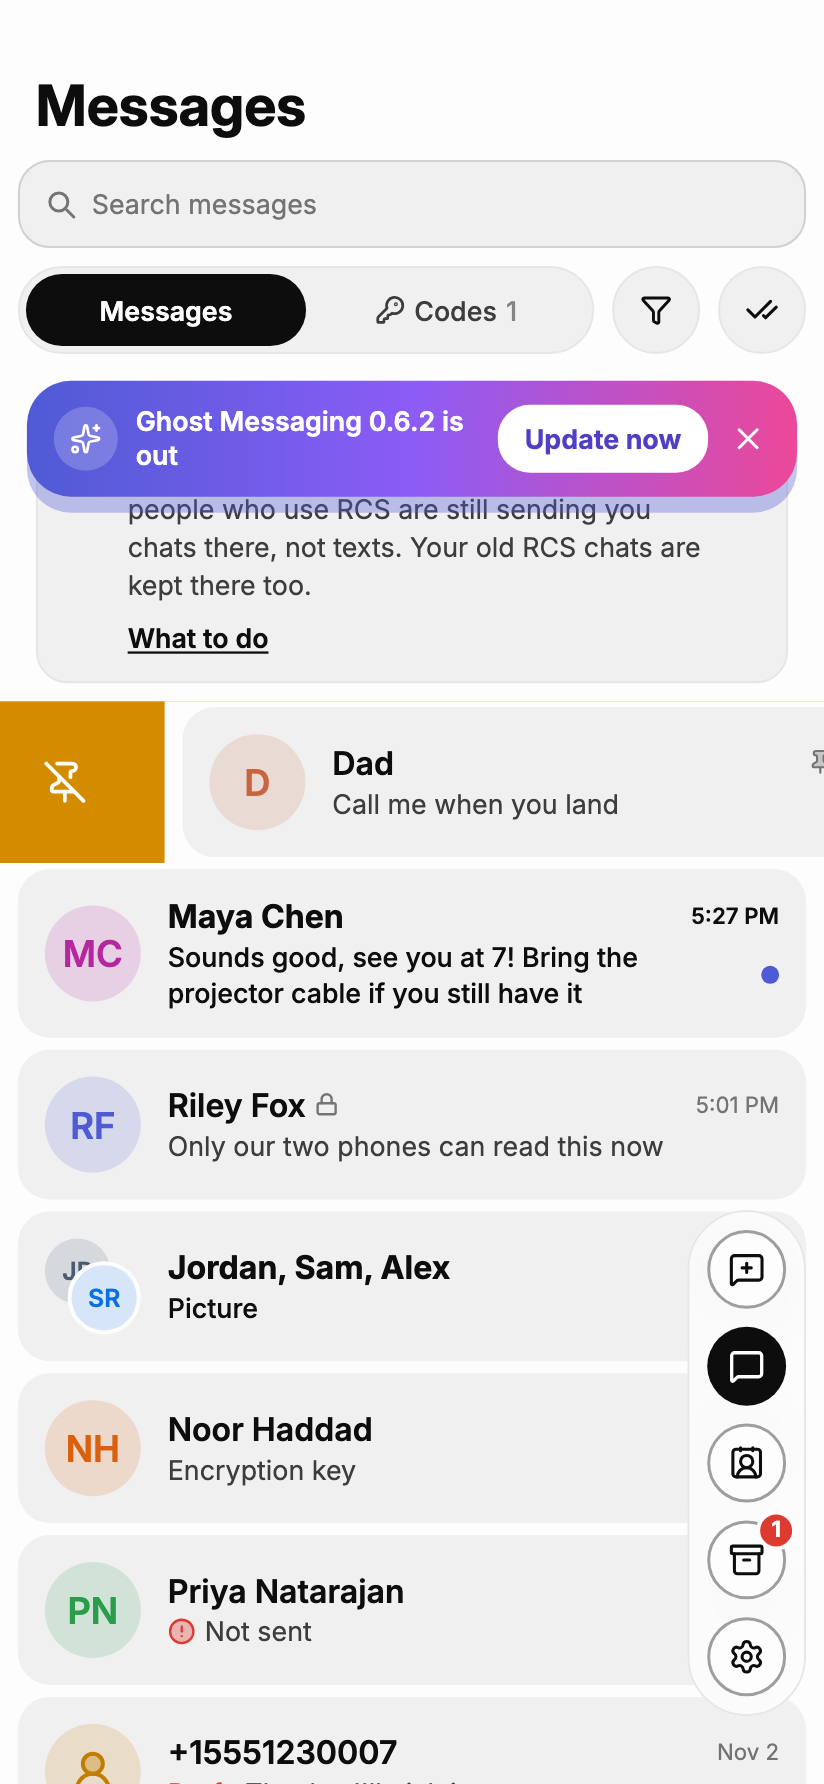 Messages
Search messages
Messages
Codes 1
Ghost Messaging 0.6.2 is
out
Update now
people who use RCS are still sending you
chats there, not texts. Your old RCS chats are
kept there too.
What to do
D
Dad
Call me when you land
MC
Maya Chen
5:27 PM
Sounds good, see you at 7! Bring the
projector cable if you still have it
RF
Riley Fox
5:01 PM
Only our two phones can read this now
SR
Jordan, Sam, Alex
Picture
NH
Noor Haddad
Encryption key
1
PN
Priya Natarajan
Not sent
+15551230007
Nov 2